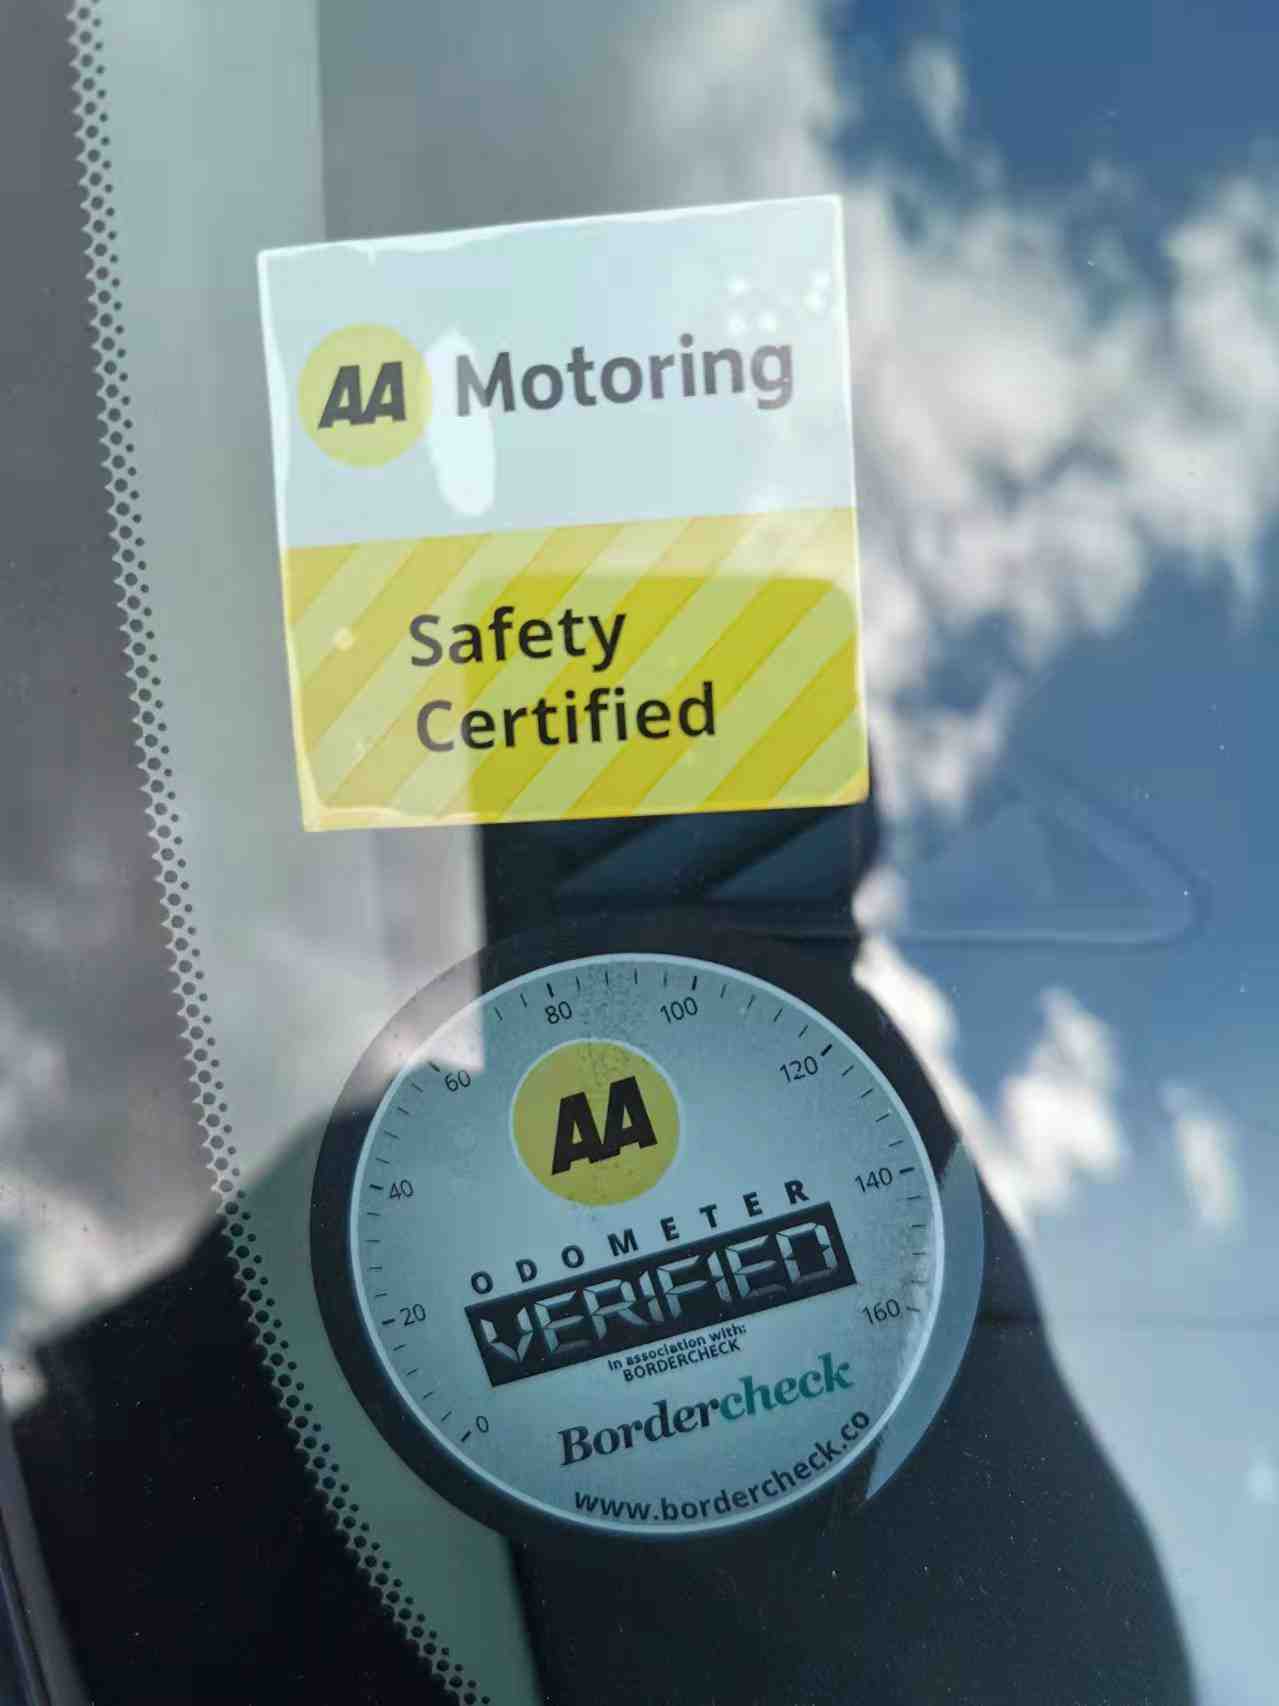 AA Motoring
Safety
Certified
80
100
60
120
AA
40
140
ODOMETER
VERIFIED
20
160
In association with:
BORDERCHECK
Bordercheck
0
www.bordercheck.co